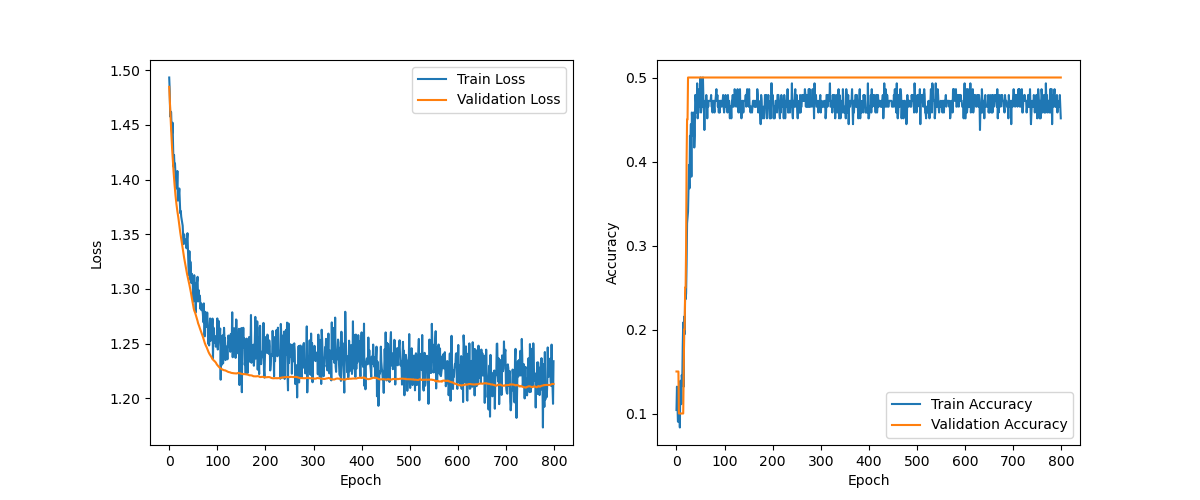 1.50
1.45
1.40
1.35
1.30
1.25
1.20
Loss
0 100 200 300 400 500 600 700 800
Epoch
Train Loss
Validation Loss
0.5
0.4
0.3
0.2
0.1
Accuracy
0 100 200 300 400 500 600 700 800
Epoch
Train Accuracy
Validation Accuracy